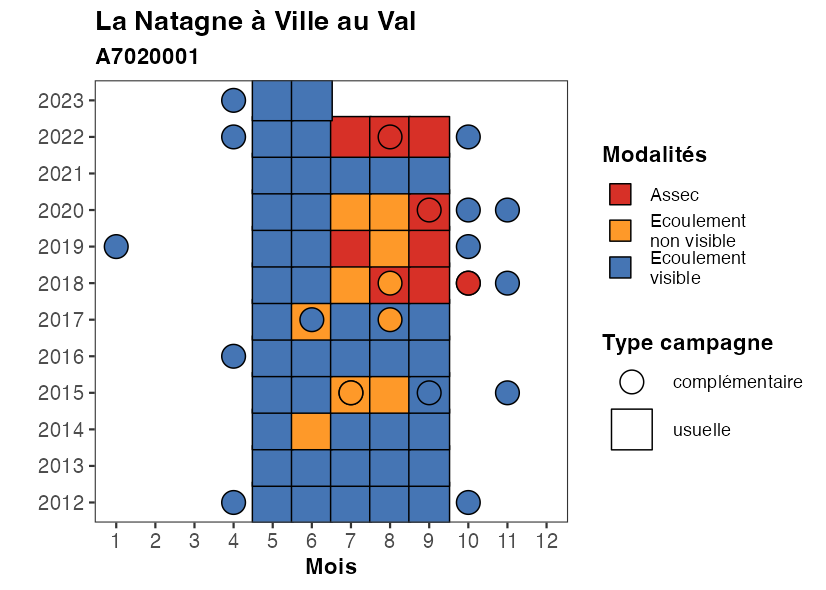 La Natagne à Ville au Val
A7020001
2023
2022
2021
2020
2019
2018
2017
2016
2015
2014
2013
2012
1 2 3 4 5 6 7 8 9 10 11 12
Mois
Modalités
Assec
Ecoulement
non visible
Ecoulement
visible
Type campagne
complémentaire
usuelle